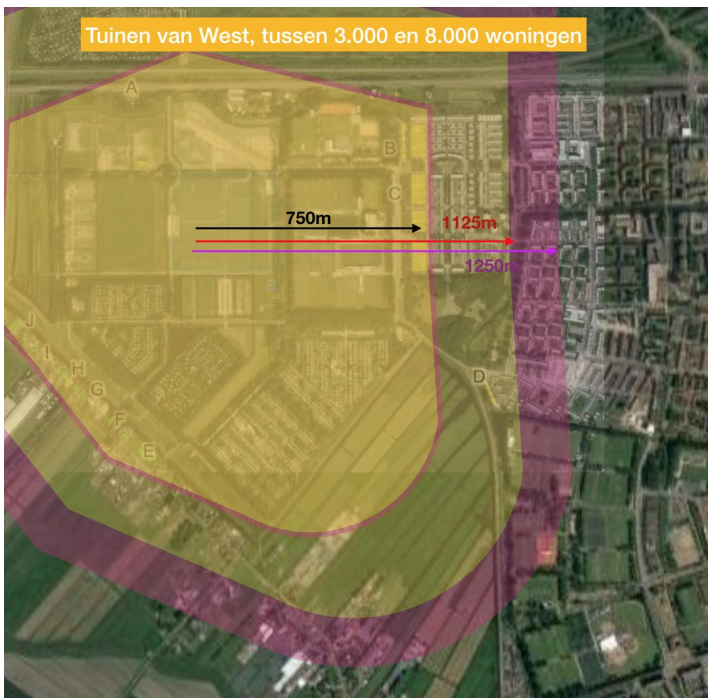 Tuinen van West, tussen 3.000 en 8.000 woningen
A
B
C
750m
1125m
1250m
J
I
H
G
F
E
D